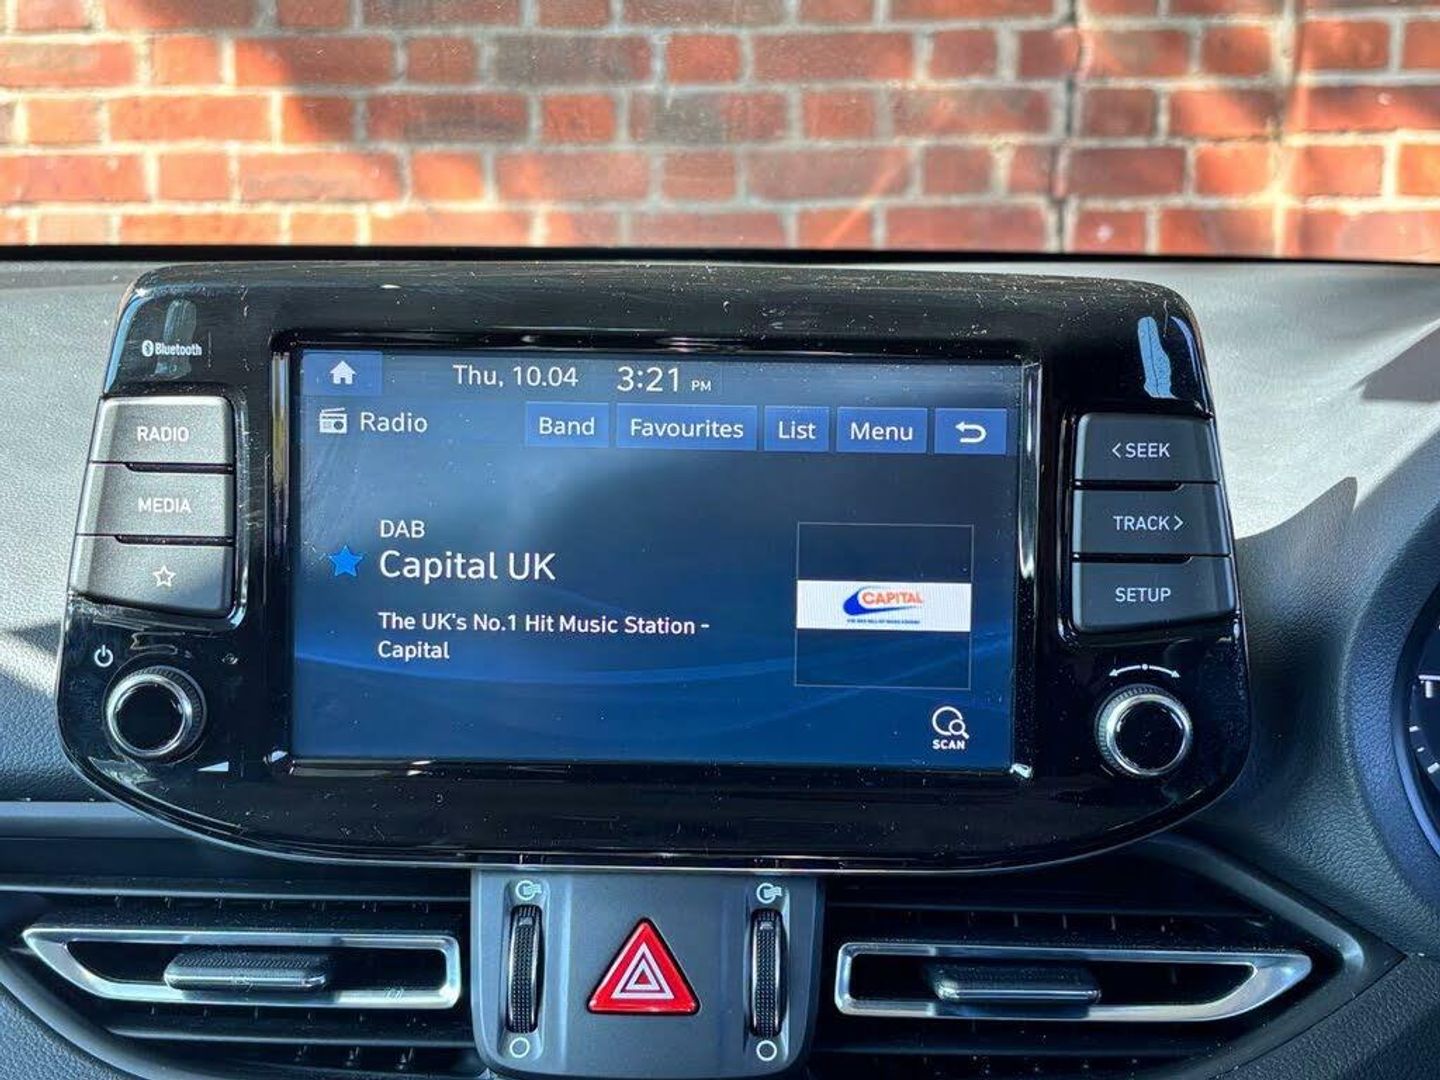 Bluetooth
Thu, 10.04 3:21 PM
RADIO
Radio
Band Favourites List Menu
< SEEK
MEDIA
TRACK >
DAB
Capital UK
SETUP
CAPITAL
The UK's No.1 Hit Music Station -
Capital
SCAN